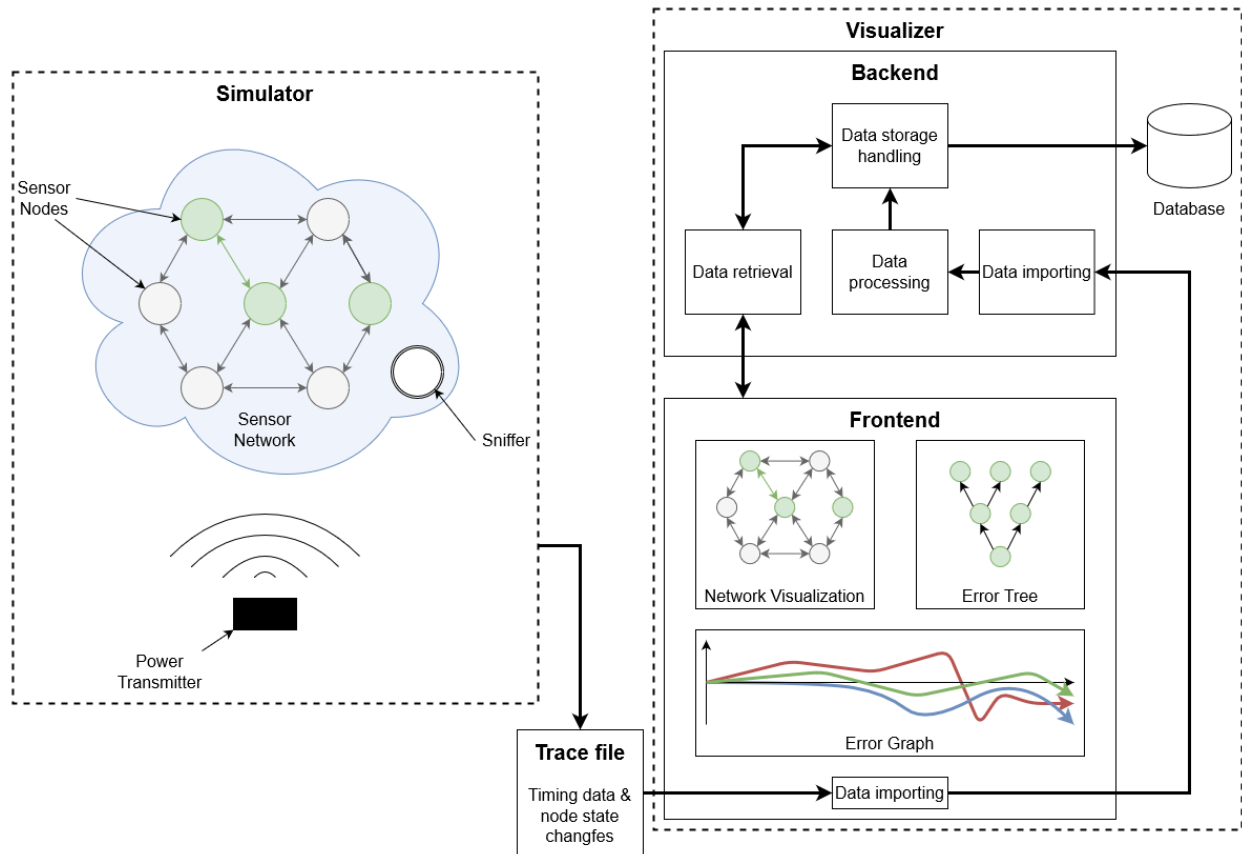 Simulator
Sensor
Nodes
Sensor
Network
Sniffer
Power
Transmitter
Trace file
Timing data &
node state
changfes
Visualizer
Backend
Data storage
handling
Database
Data retrieval
Data
processing
Data importing
Frontend
Network Visualization
Error Tree
Error Graph
Data importing